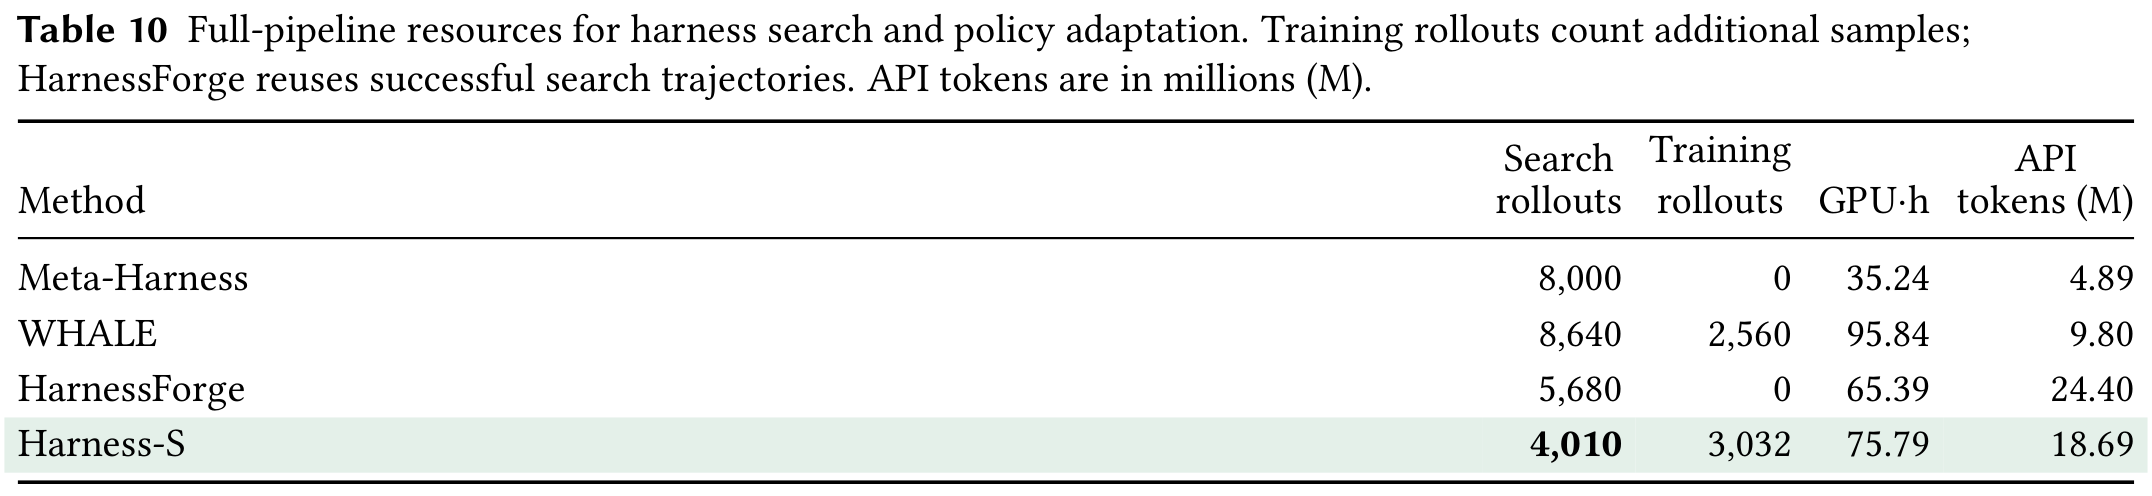 Table 10 Full-pipeline resources for harness search and policy adaptation. Training rollouts count additional samples;
HarnessForge reuses successful search trajectories. API tokens are in millions (M).
Method Search rollouts Training rollouts GPU·h API tokens (M)
Meta-Harness 8,000 0 35.24 4.89
WHALE 8,640 2,560 95.84 9.80
HarnessForge 5,680 0 65.39 24.40
Harness-S 4,010 3,032 75.79 18.69